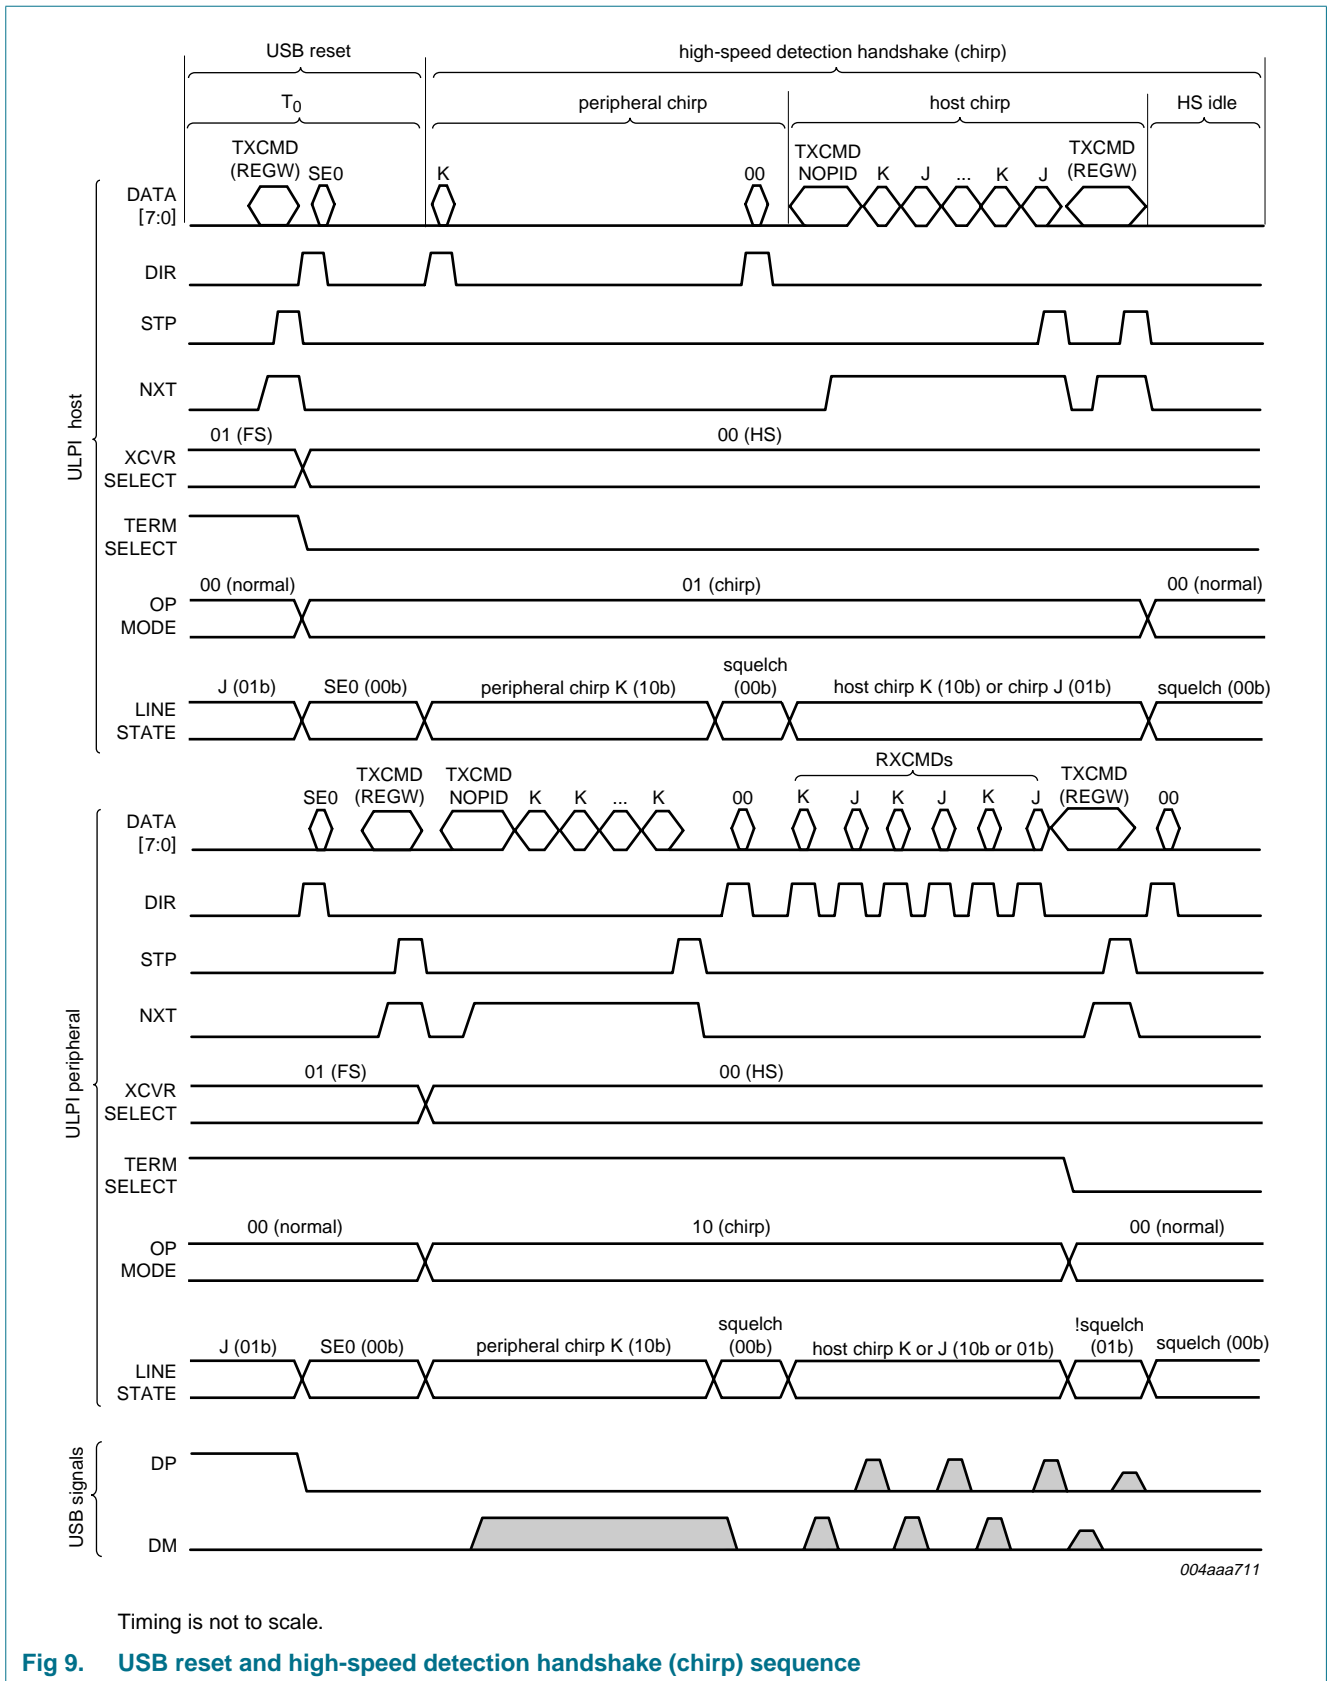 USB reset
high-speed detection handshake (chirp)
T0
peripheral chirp
host chirp
HS idle
TXCMD
(REGW)
SE0
K
00
TXCMD
NOPID
K
J
...
K
J
TXCMD
(REGW)
DATA
[7:0]
DIR
STP
NXT
ULPI host
01 (FS)
00 (HS)
XCVR
SELECT
TERM
SELECT
00 (normal)
01 (chirp)
00 (normal)
OP
MODE
J (01b)
SE0 (00b)
peripheral chirp K (10b)
squelch
(00b)
host chirp K (10b) or chirp J (01b)
squelch (00b)
LINE
STATE
RXCMDs
SE0
TXCMD
(REGW)
TXCMD
NOPID
K
K
...
K
00
K
J
K
J
K
J
TXCMD
(REGW)
00
DATA
[7:0]
DIR
STP
NXT
ULPI peripheral
01 (FS)
00 (HS)
XCVR
SELECT
TERM
SELECT
00 (normal)
10 (chirp)
00 (normal)
OP
MODE
J (01b)
SE0 (00b)
peripheral chirp K (10b)
squelch
(00b)
host chirp K or J (10b or 01b)
!squelch
(01b)
squelch (00b)
LINE
STATE
USB signals
DP
DM
004aaa711
Timing is not to scale.
Fig 9. USB reset and high-speed detection handshake (chirp) sequence